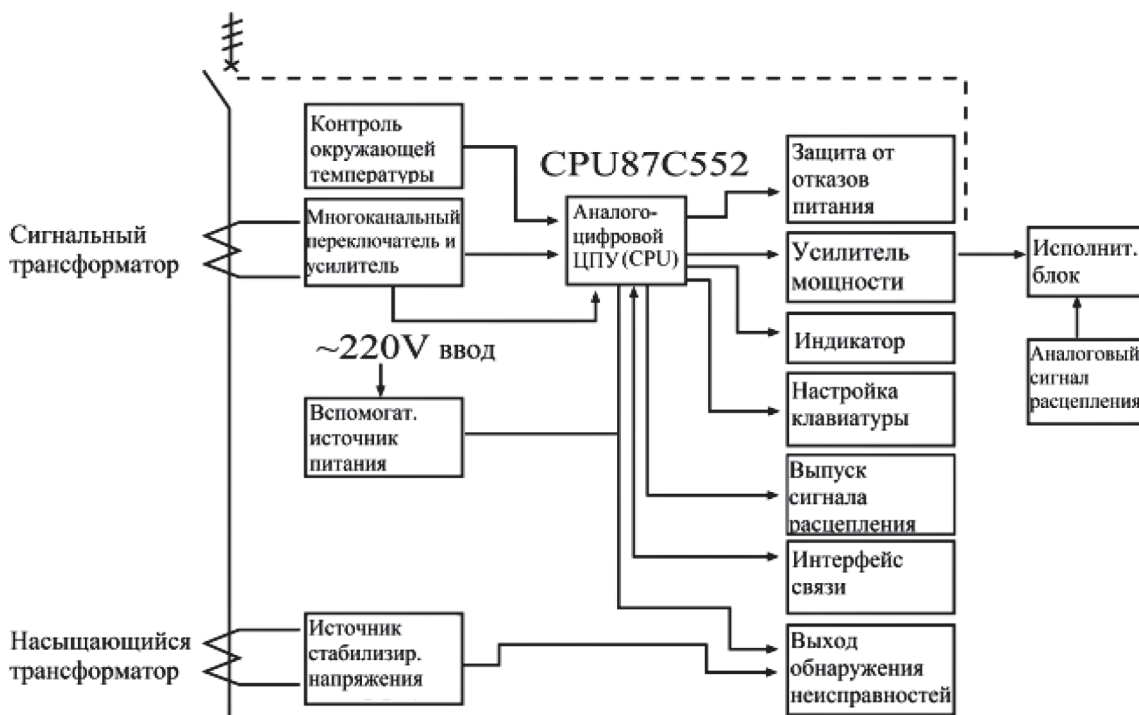 Контроль
окружающей
температуры
CPU87C552
Защита от
отказов
питания
Сигнальный
трансформатор
Многоканальный
переключатель и
усилитель
Аналого-
цифровой
ЦПУ(CPU)
Усилитель
мощности
Исполнит.
блок
~220V ввод
Индикатор
Аналоговый
сигнал
расцепления
Вспомогат.
источник
питания
Настройка
клавиатуры
Выпуск
сигнала
расцепления
Интерфейс
связи
Насыщающийся
трансформатор
Источник
стабилизир.
напряжения
Выход
обнаружения
неисправностей